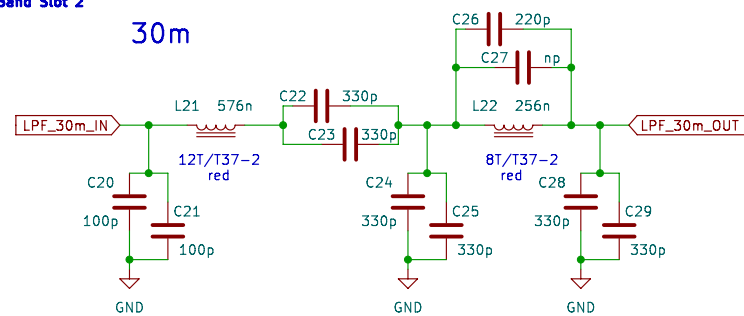 Band Slot 2
30m
C26 220p
C27 np
C22 330p
L21 576n
L22 256n
C23 330p
LPF_30m_IN
LPF_30m_OUT
12T/T37-2
red
8T/T37-2
red
C20
100p
C21
100p
C24
330p
C25
330p
C28
330p
C29
330p
GND
GND
GND